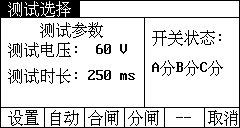 测试选择
测试参数
测试电压: 60 V
测试时长: 250 ms
开关状态:
A分B分C分
设置 自动 合闸 分闸 -- 取消